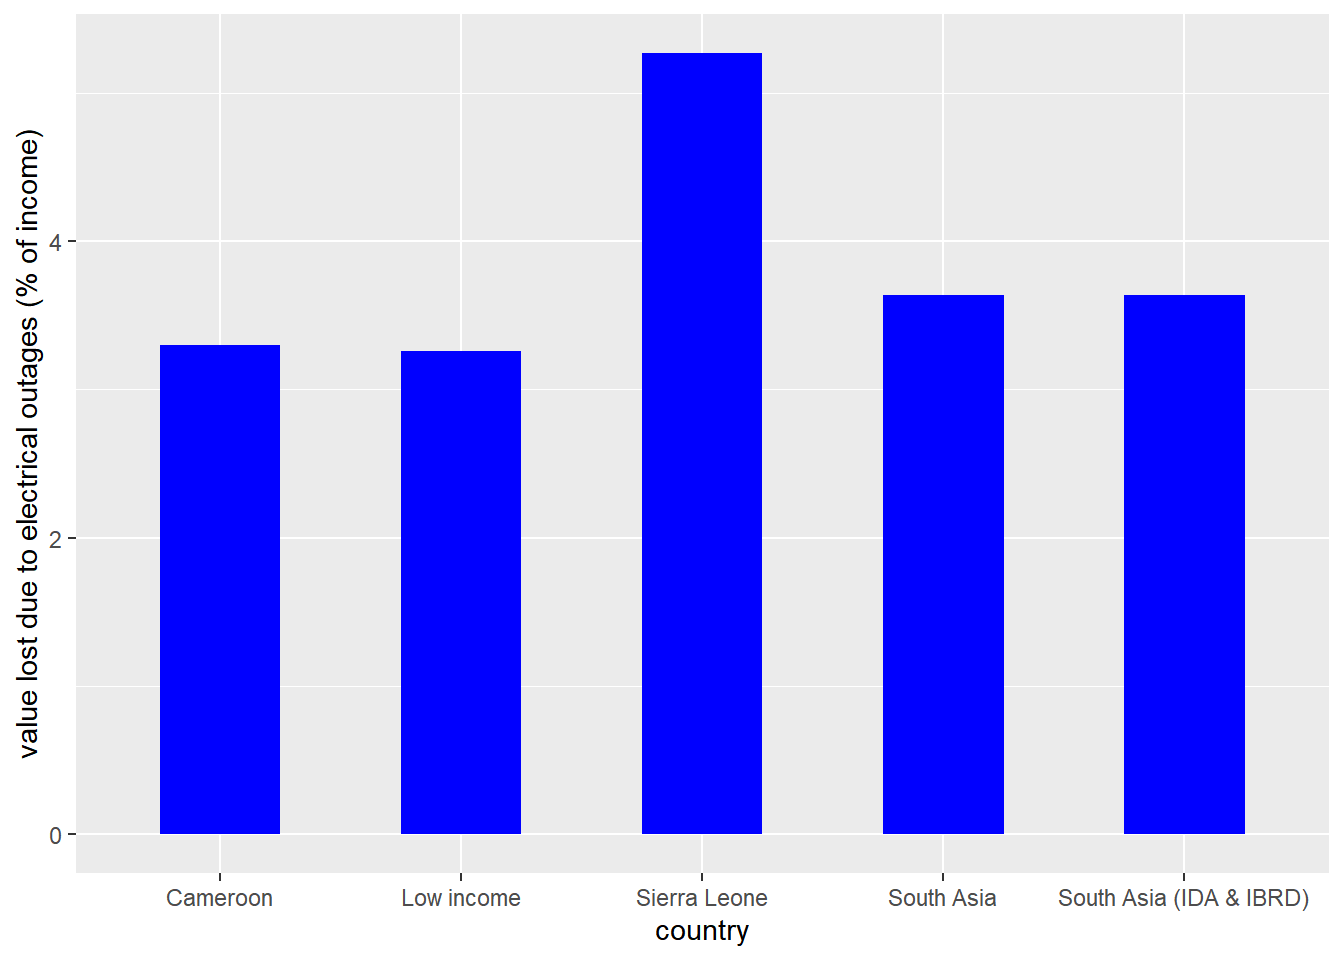 value lost due to electrical outages (% of income)
4
2
0
Cameroon
Low income
Sierra Leone
South Asia
South Asia (IDA & IBRD)
country